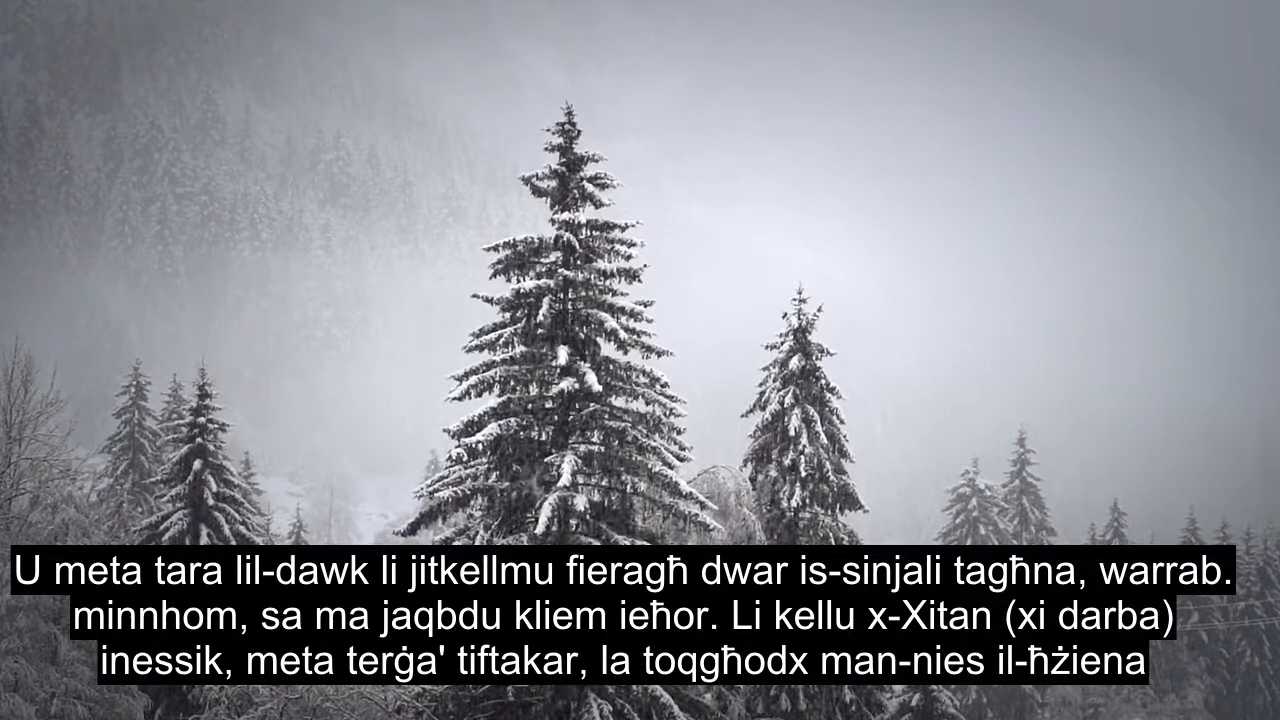 U meta tara lil-dawk li jitkellmu fieragħ dwar is-sinjali tagħna, warrab.
minnhom, sa ma jaqbdu kliem ieħor. Li kellu x-Xitan (xi darba)
inessik, meta terġa' tiftakar, la toqgħodx man-nies il-ħżiena